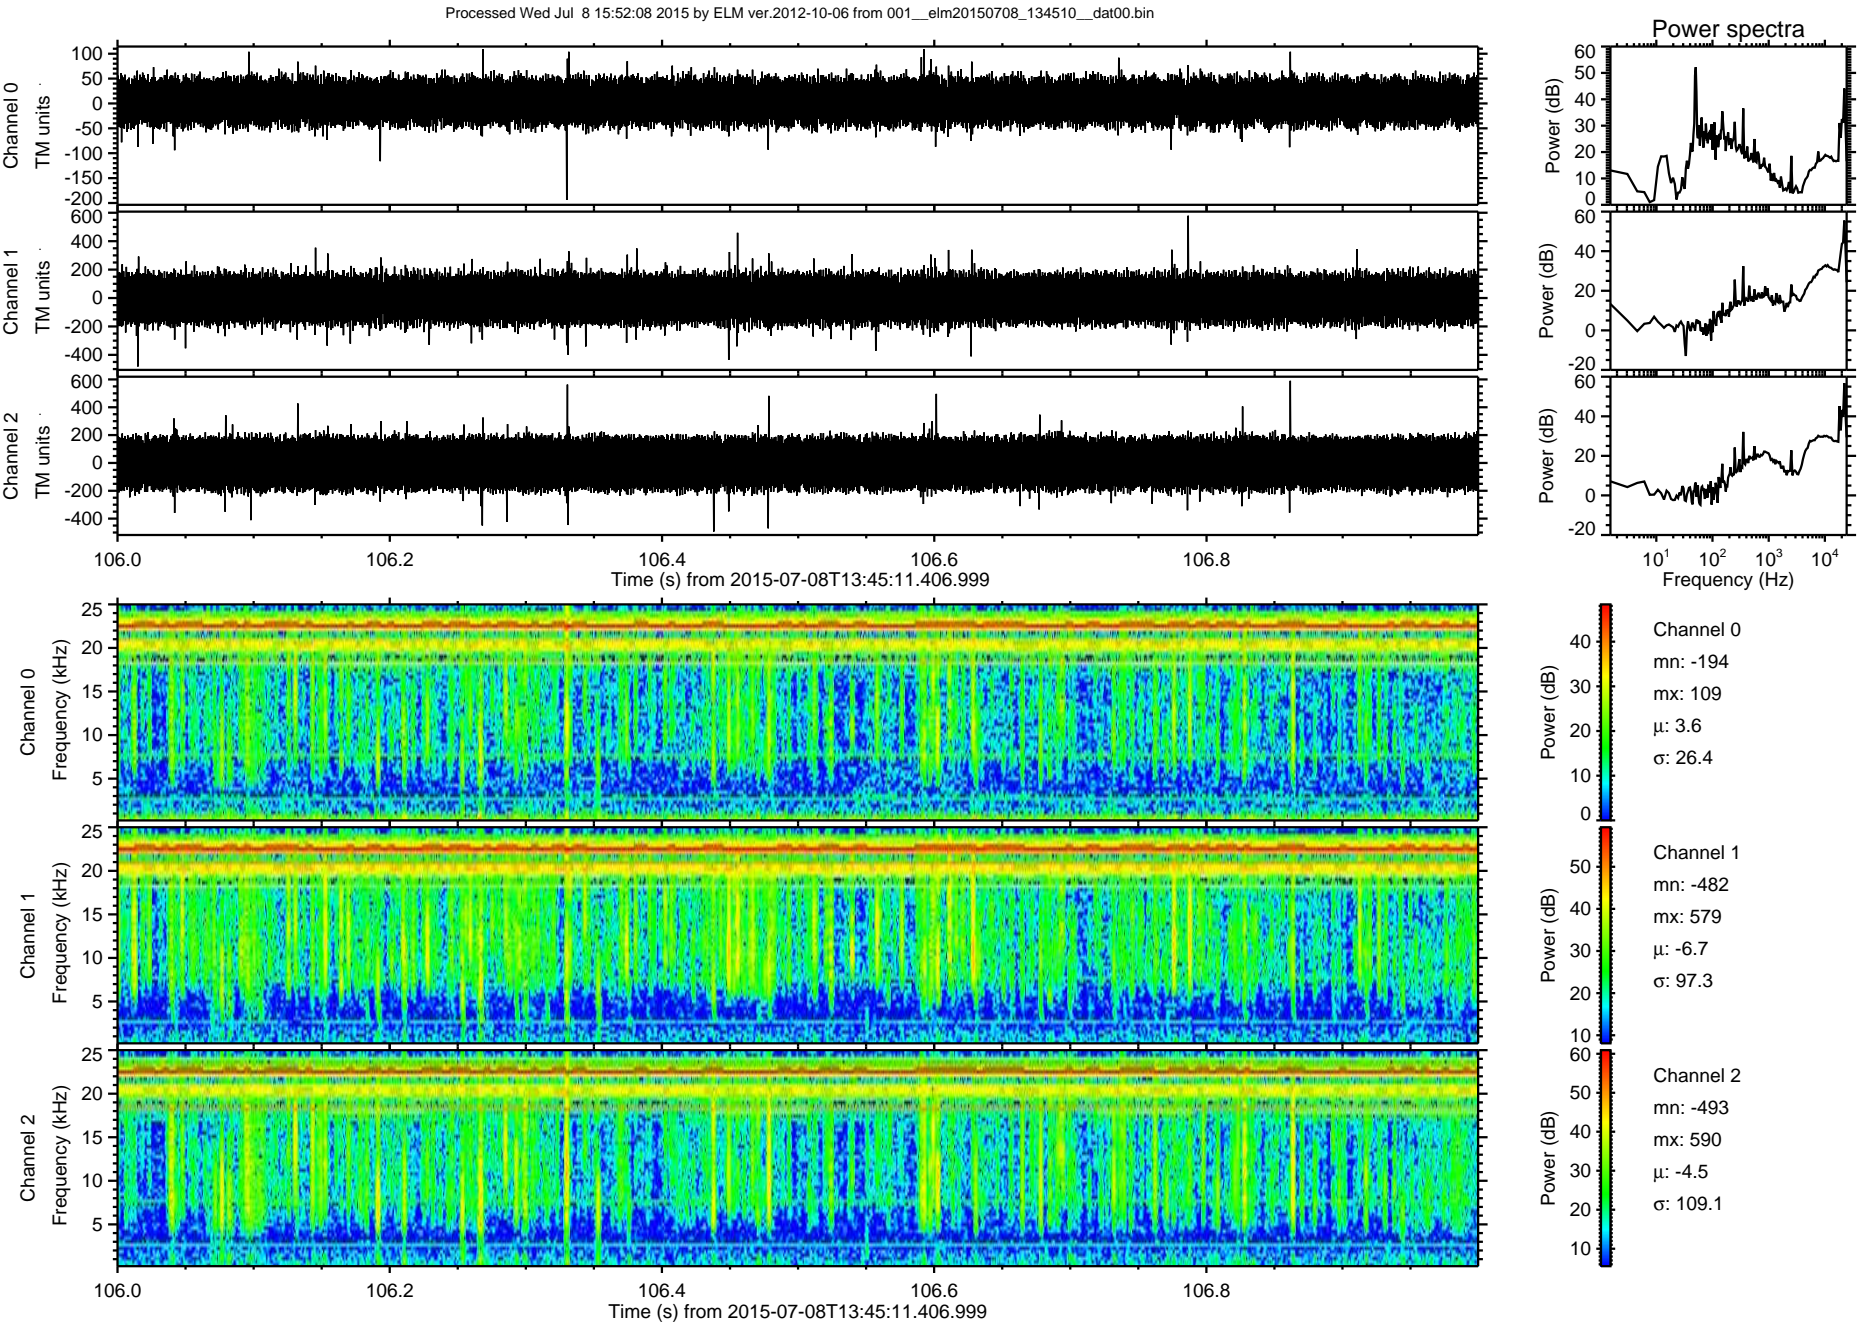 Processed Wed Jul  8 15:52:08 2015 by ELM ver.2012-10-06 from 001__elm20150708_134510__dat00.bin
Power spectra
Channel 0
TM units
100
50
0
-50
-100
-150
-200
Power (dB)
60
50
40
30
20
10
0
Channel 1
TM units
600
400
200
0
-200
-400
Power (dB)
60
40
20
0
-20
Channel 2
TM units
600
400
200
0
-200
-400
Power (dB)
60
40
20
0
-20
106.0 106.2 106.4 106.6 106.8
Time (s) from 2015-07-08T13:45:11.406.999
10^1 10^2 10^3 10^4
Frequency (Hz)
Channel 0
Frequency (kHz)
25
20
15
10
5
Power (dB)
40
30
20
10
0
Channel 0
mn: -194
mx: 109
μ: 3.6
σ: 26.4
Channel 1
Frequency (kHz)
25
20
15
10
5
Power (dB)
50
40
30
20
10
Channel 1
mn: -482
mx: 579
μ: -6.7
σ: 97.3
Channel 2
Frequency (kHz)
25
20
15
10
5
Power (dB)
60
50
40
30
20
10
Channel 2
mn: -493
mx: 590
μ: -4.5
σ: 109.1
106.0 106.2 106.4 106.6 106.8
Time (s) from 2015-07-08T13:45:11.406.999